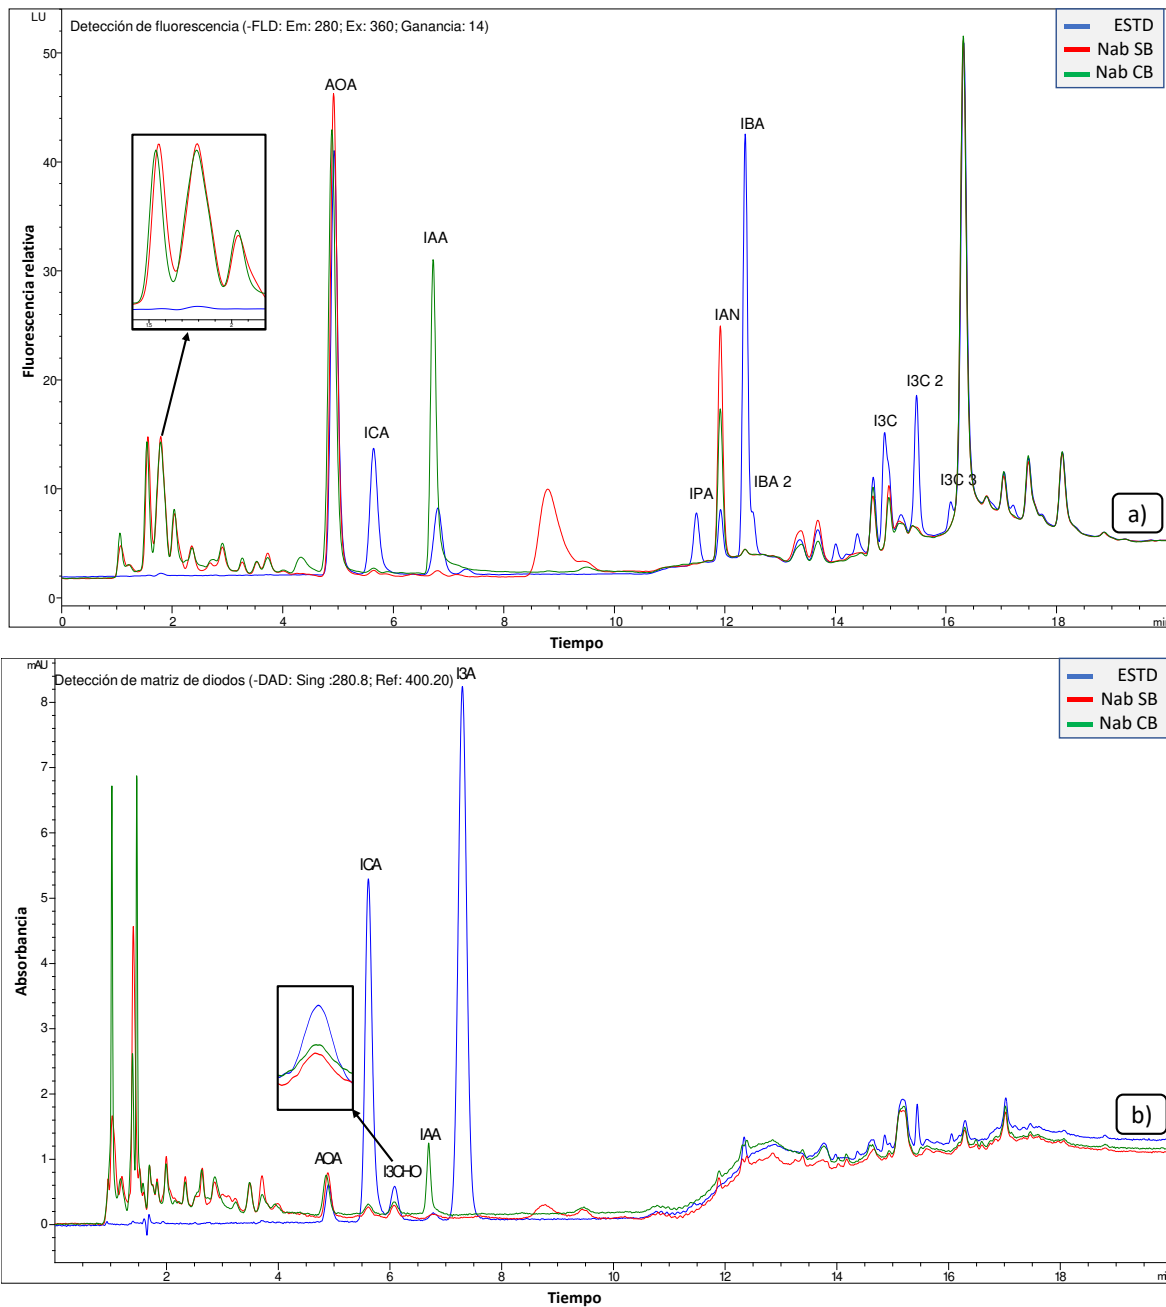 LU
Detección de fluorescencia (-FLD: Em: 280; Ex: 360; Ganancia: 14)
ESTD
Nab SB
Nab CB
50
40
30
20
10
0
Fluorescencia relativa
1.5
2
AOA
ICA
IAA
IPA
IAN
IBA
IBA 2
I3C
I3C 2
I3C 3
a)
0
2
4
6
8
10
12
14
16
18
min
Tiempo
mAU
Detección de matriz de diodos (-DAD: Sing :280.8; Ref: 400.20)
ESTD
Nab SB
Nab CB
8
7
6
5
4
3
2
1
0
Absorbancia
AOA
ICA
I3CHO
IAA
I3A
b)
2
4
6
8
10
12
14
16
18
Tiempo